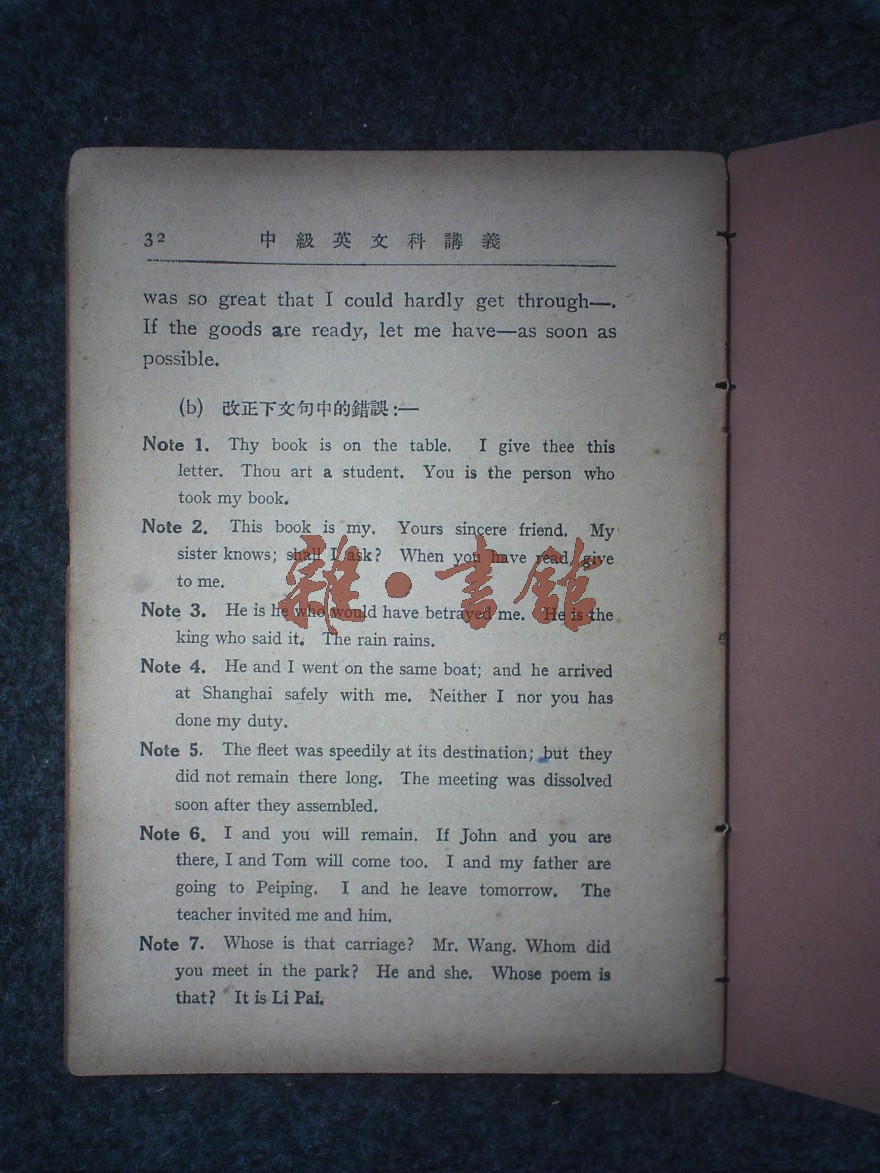 32 中級英文科講義
was so great that I could hardly get through—.
If the goods are ready, let me have—as soon as
possible.
(b) 改正下文句中的錯誤:—
Note 1. Thy book is on the table. I give thee this
letter. Thou art a student. You is the person who
took my book.
Note 2. This book is my. Yours sincere friend. My
sister knows; shall I ask? When you have read, give
to me.
雜·書館
Note 3. He is he who would have betrayed me. He is the
king who said it. The rain rains.
Note 4. He and I went on the same boat; and he arrived
at Shanghai safely with me. Neither I nor you has
done my duty.
Note 5. The fleet was speedily at its destination; but they
did not remain there long. The meeting was dissolved
soon after they assembled.
Note 6. I and you will remain. If John and you are
there, I and Tom will come too. I and my father are
going to Peiping. I and he leave tomorrow. The
teacher invited me and him.
Note 7. Whose is that carriage? Mr. Wang. Whom did
you meet in the park? He and she. Whose poem is
that? It is Li Pai.